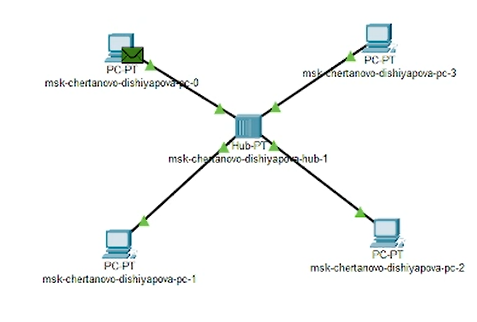 PC-PT
msk-chertanovo-dishiyapova-pc-0
PC-PT
msk-chertanovo-dishiyapova-pc-3
Hub-PT
msk-chertanovo-dishiyapova-hub-1
PC-PT
msk-chertanovo-dishiyapova-pc-1
PC-PT
msk-chertanovo-dishiyapova-pc-2